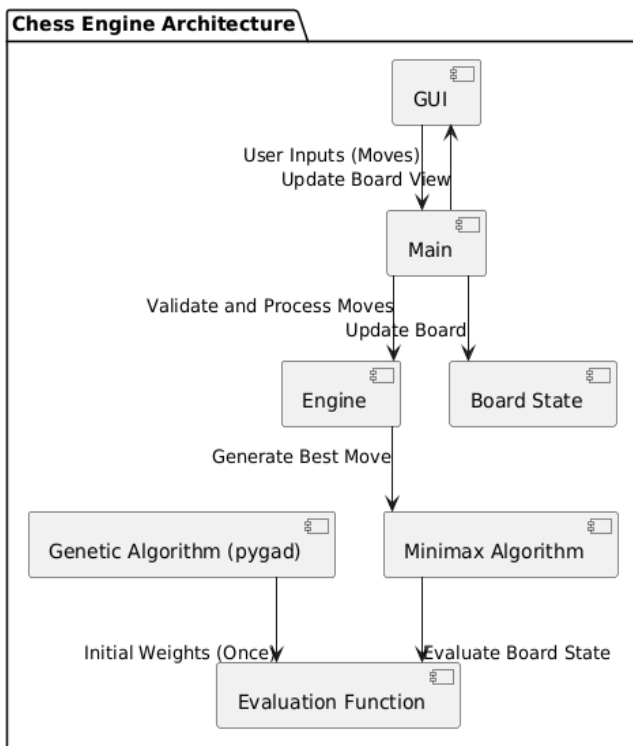 Chess Engine Architecture
GUI
User Inputs (Moves)
Update Board View
Main
Validate and Process Moves
Update Board
Engine
Board State
Generate Best Move
Genetic Algorithm (pygad)
Minimax Algorithm
Initial Weights (Once)
Evaluate Board State
Evaluation Function